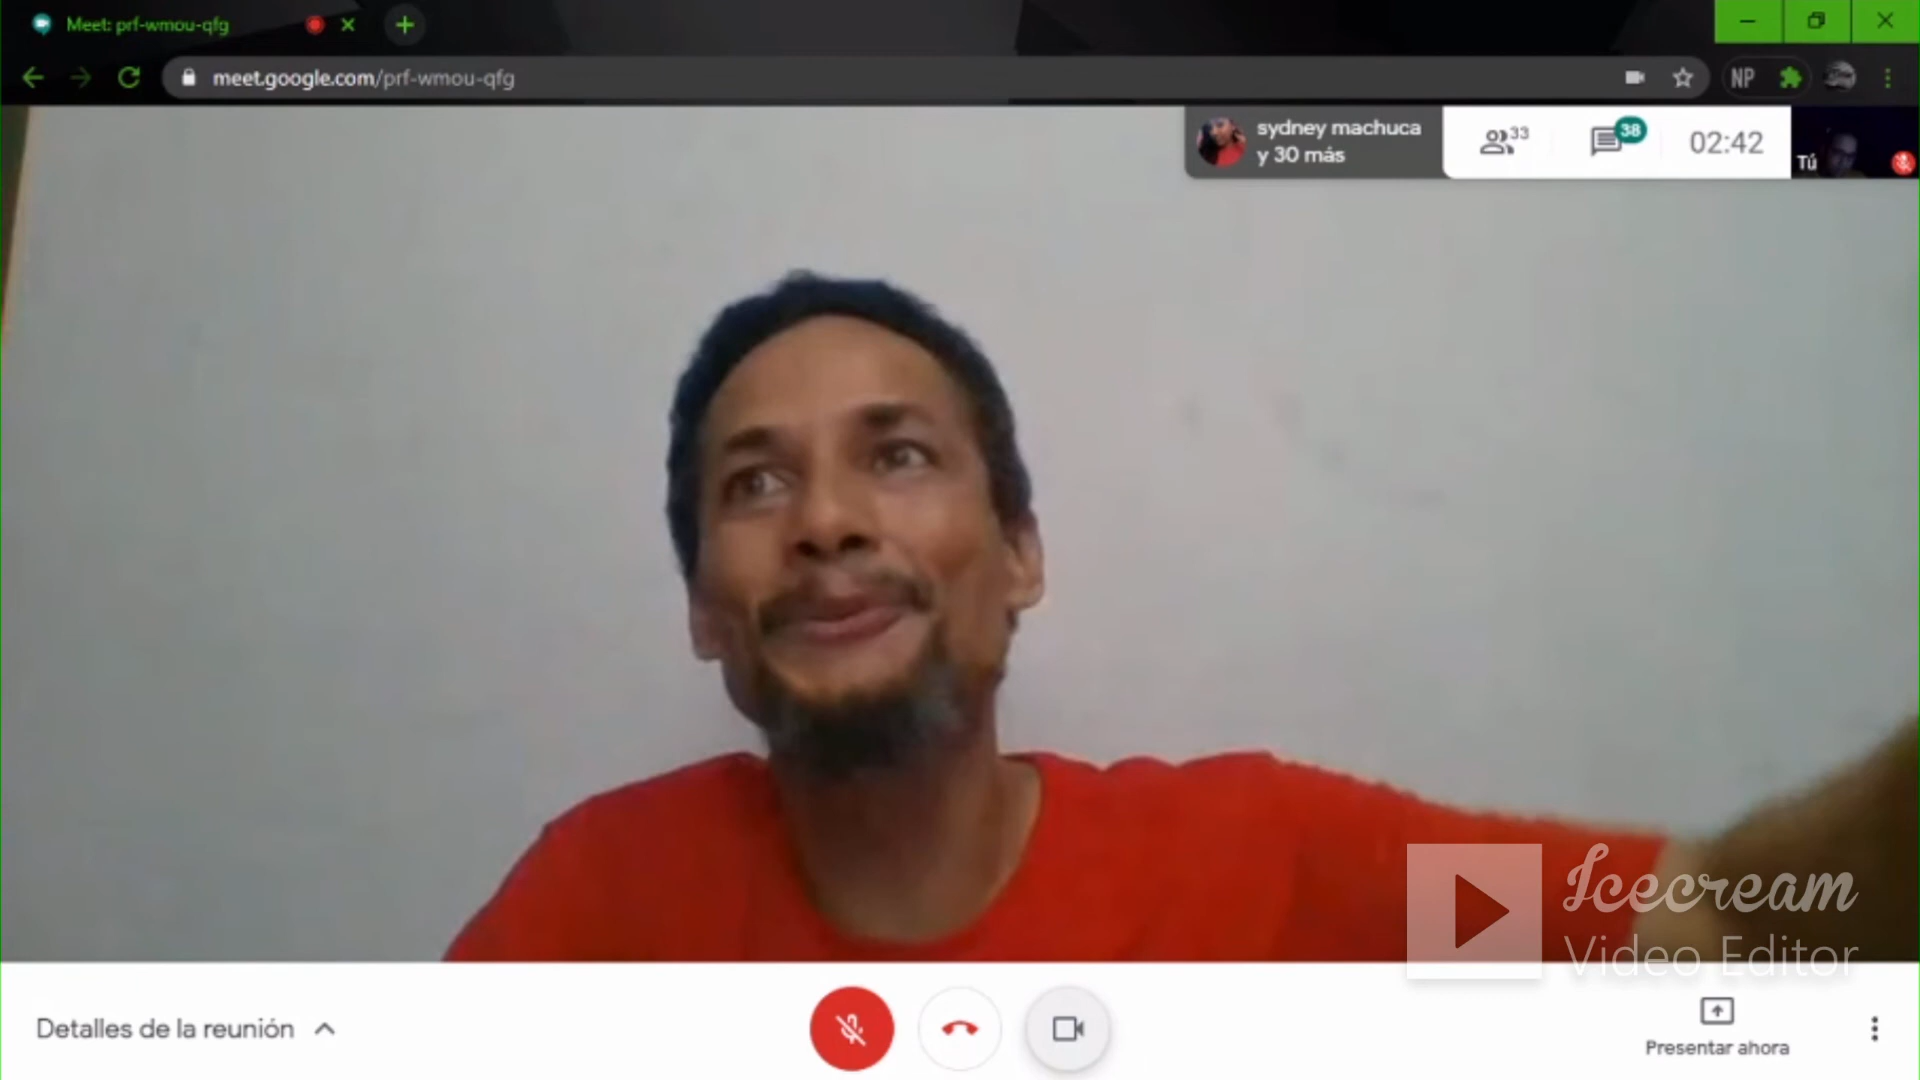 Meet: prf-wmou-qfg
meet.google.com/prf-wmou-qfg
NP
sydney machuca
y 30 más
33
38
02:42
Tú
Icecream
Video Editor
Detalles de la reunión
Presentar ahora